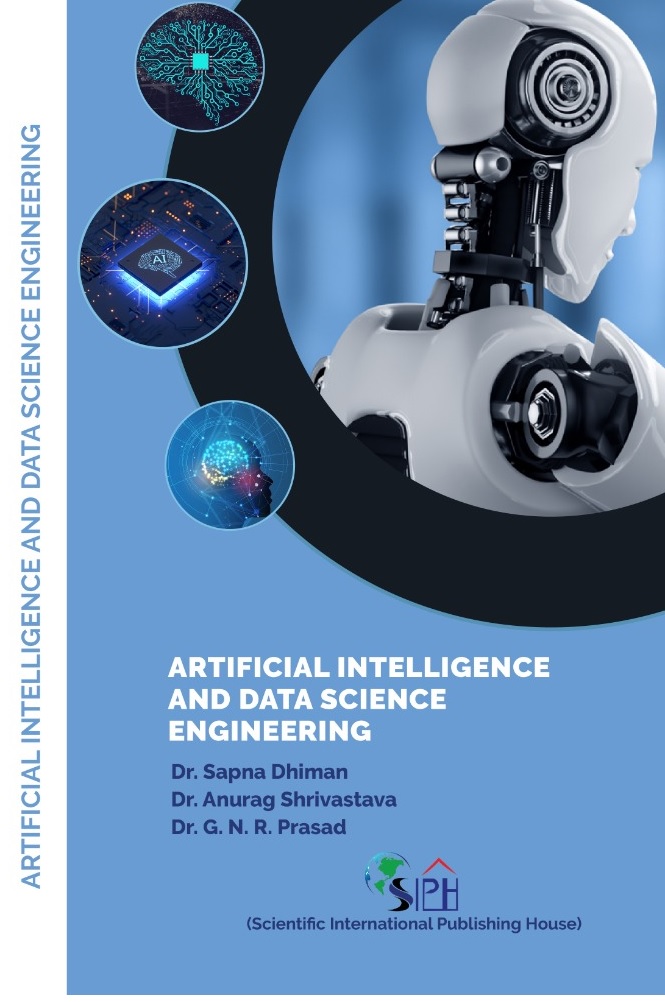 ARTIFICIAL INTELLIGENCE AND DATA SCIENCE ENGINEERING
AI
ARTIFICIAL INTELLIGENCE
AND DATA SCIENCE
ENGINEERING
Dr. Sapna Dhiman
Dr. Anurag Shrivastava
Dr. G. N. R. Prasad
SIPH
(Scientific International Publishing House)